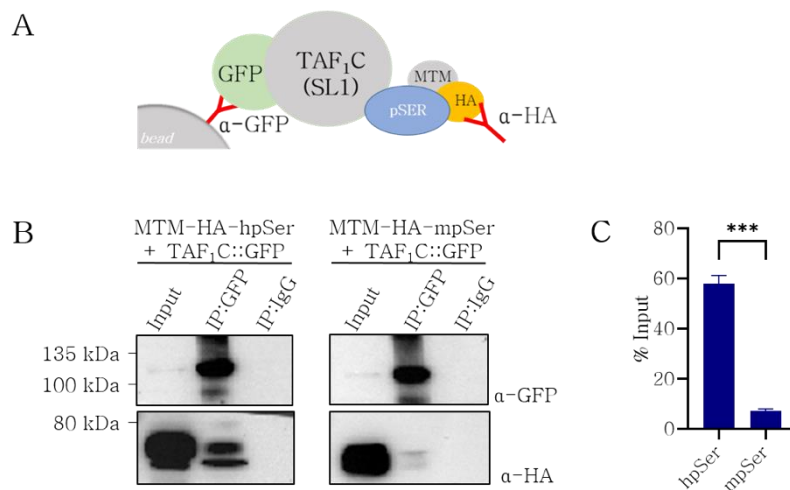 A
GFP
TAF₁C
(SL1)
MTM
HA
pSER
α-HA
α-GFP
bead
B
MTM-HA-hpSer
+ TAF₁C::GFP
MTM-HA-mpSer
+ TAF₁C::GFP
Input
IP:GFP
IP:IgG
Input
IP:GFP
IP:IgG
135 kDa
100 kDa
α-GFP
80 kDa
α-HA
C
***
% Input
80
60
40
20
0
hpSer
mpSer